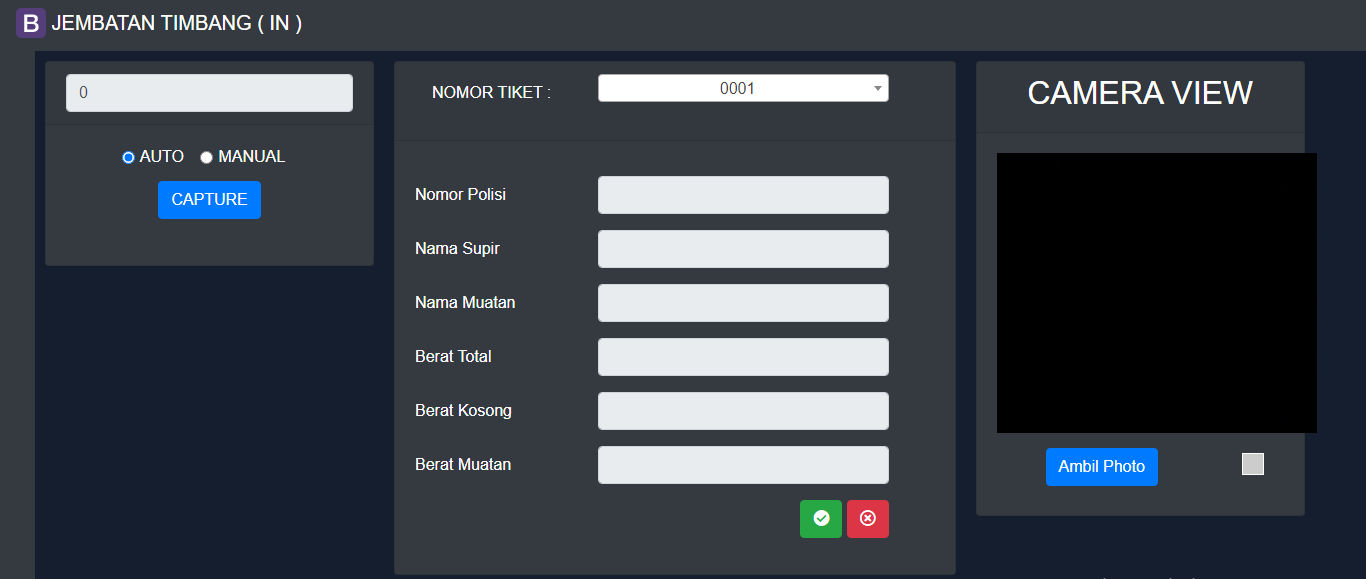 B JEMBATAN TIMBANG ( IN )
0
AUTO MANUAL
CAPTURE
NOMOR TIKET : 0001
Nomor Polisi
Nama Supir
Nama Muatan
Berat Total
Berat Kosong
Berat Muatan
CAMERA VIEW
Ambil Photo